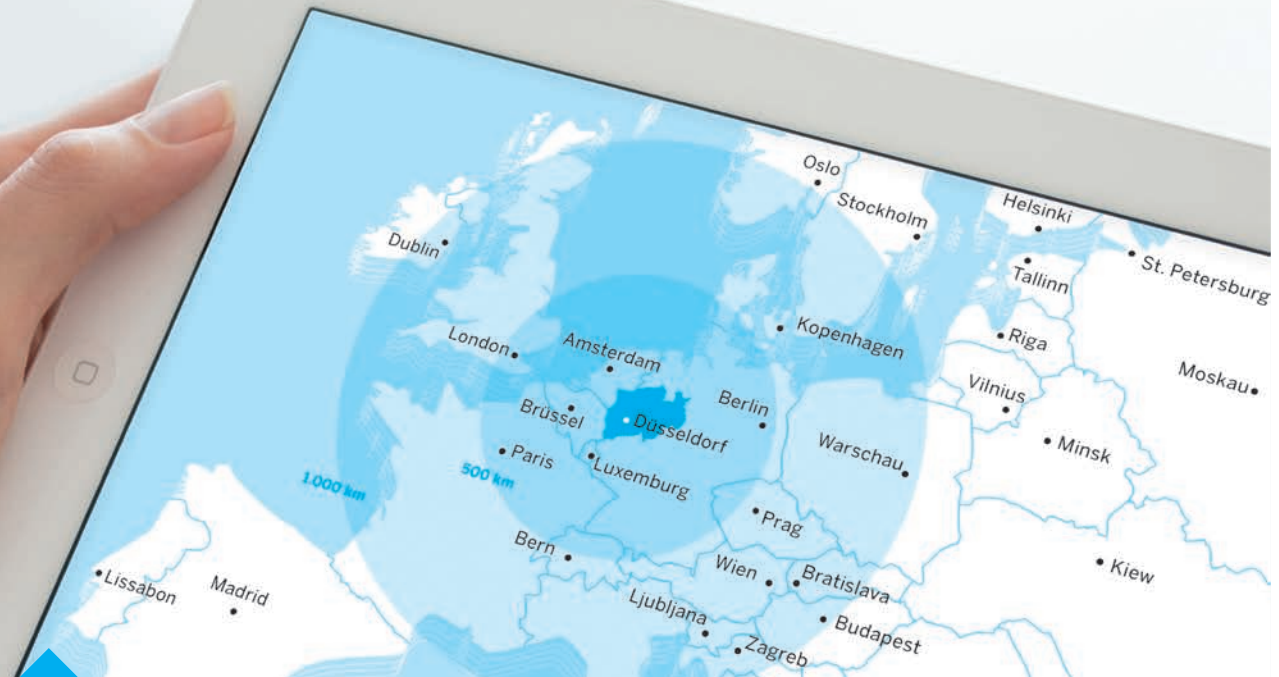 Oslo
Stockholm
Helsinki
St. Petersburg
Tallinn
Dublin
Riga
Kopenhagen
London
Amsterdam
Moskau
Vilnius
Berlin
Brüssel
Düsseldorf
Minsk
Warschau
Paris
Luxemburg
500 km
1.000 km
Prag
Bern
Kiew
Wien
Bratislava
Lissabon
Madrid
Ljubljana
Budapest
Zagreb